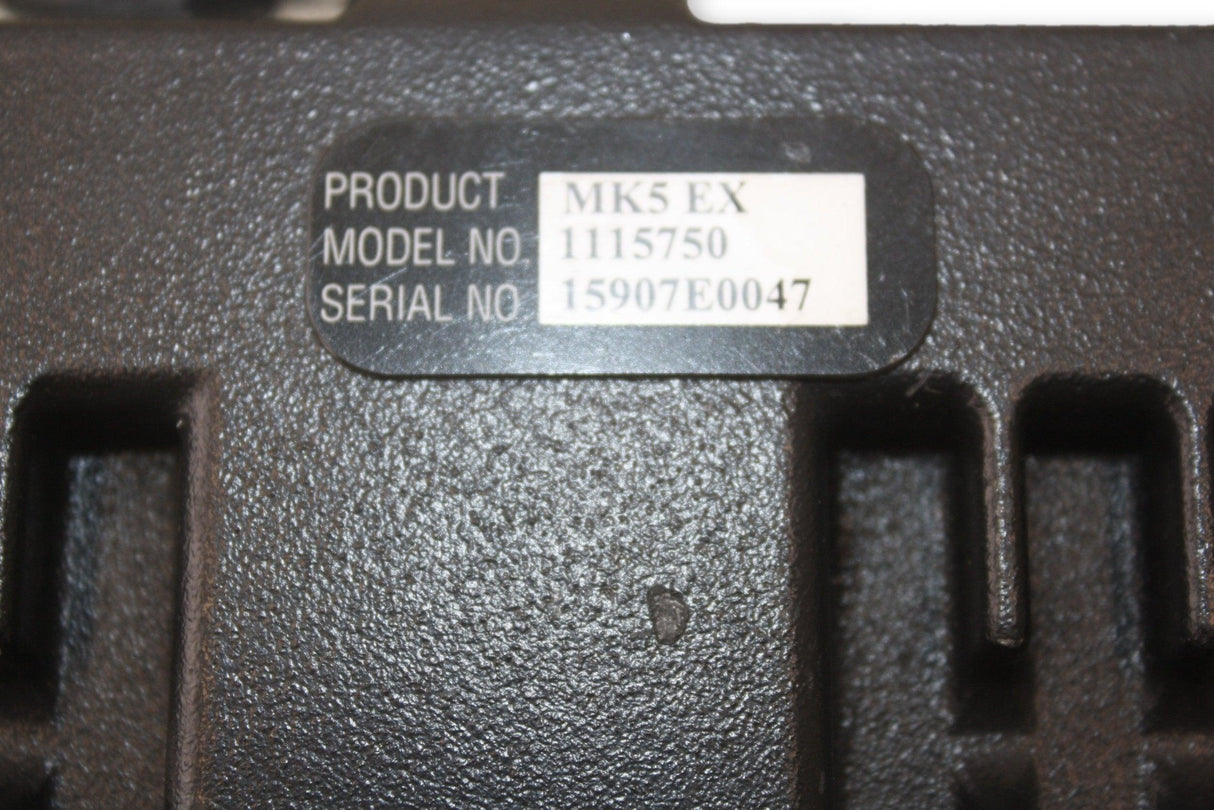 PRODUCT MK5 EX
MODEL NO. 1115750
SERIAL NO 15907E0047